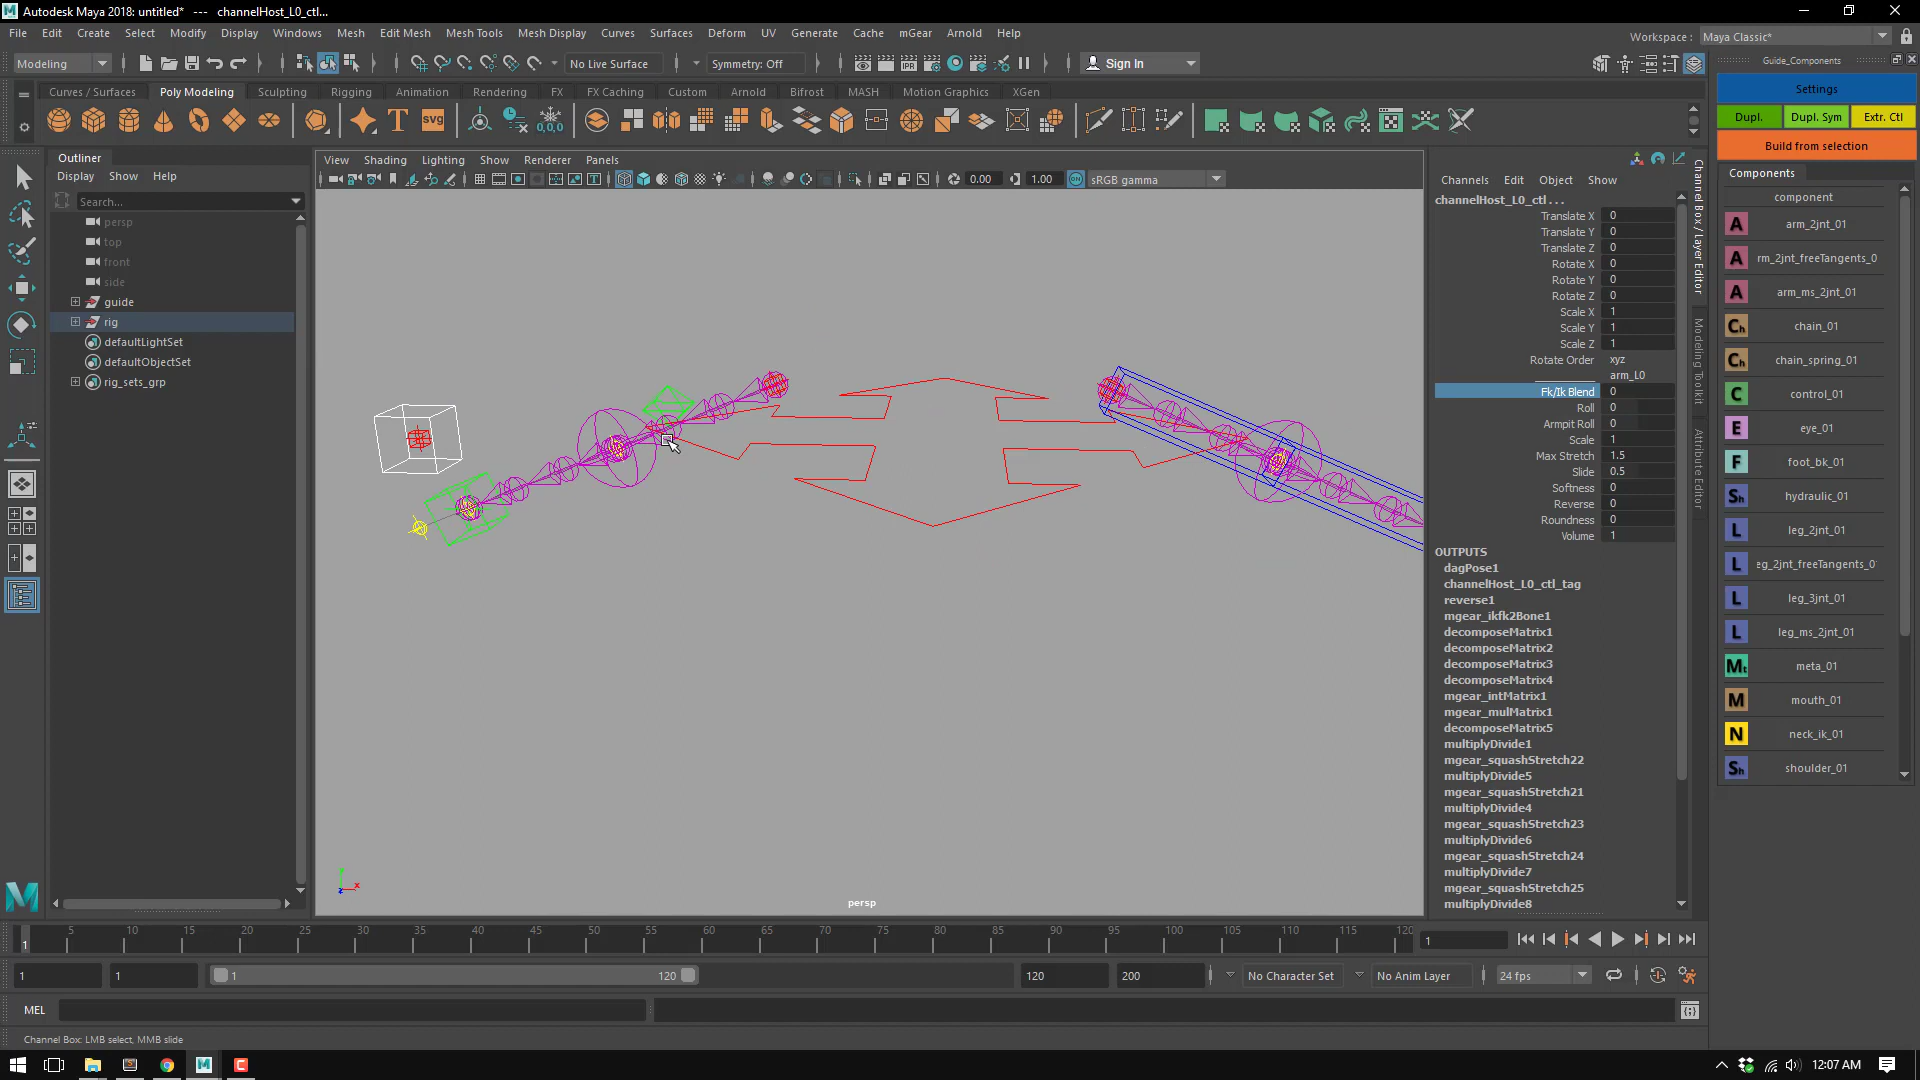 Autodesk Maya 2018: untitled*   ---   channelHost_L0_ctl...
File Edit Create Select Modify Display Windows Mesh Edit Mesh Mesh Tools Mesh Display Curves Surfaces Deform UV Generate Cache mGear Arnold Help
Workspace : Maya Classic*
Modeling No Live Surface Symmetry: Off Sign In
Guide_Components
Settings
Dupl. Dupl. Sym Extr. Ctl
Build from selection
Components
component
arm_2jnt_01
rm_2jnt_freeTangents_0
arm_ms_2jnt_01
chain_01
chain_spring_01
control_01
eye_01
foot_bk_01
hydraulic_01
leg_2jnt_01
eg_2jnt_freeTangents_0
leg_3jnt_01
leg_ms_2jnt_01
meta_01
mouth_01
neck_ik_01
shoulder_01
Curves / Surfaces Poly Modeling Sculpting Rigging Animation Rendering FX FX Caching Custom Arnold Bifrost MASH Motion Graphics XGen
Outliner
Display Show Help
Search...
persp
top
front
side
guide
rig
defaultLightSet
defaultObjectSet
rig_sets_grp
View Shading Lighting Show Renderer Panels
0.00 1.00 sRGB gamma
persp
Channels Edit Object Show
channelHost_L0_ctl...
Translate X 0
Translate Y 0
Translate Z 0
Rotate X 0
Rotate Y 0
Rotate Z 0
Scale X 1
Scale Y 1
Scale Z 1
Rotate Order xyz
arm_L0
Fk/Ik Blend 0
Roll 0
Armpit Roll 0
Scale 1
Max Stretch 1.5
Slide 0.5
Softness 0
Reverse 0
Roundness 0
Volume 1
OUTPUTS
dagPose1
channelHost_L0_ctl_tag
reverse1
mgear_ikfk2Bone1
decomposeMatrix1
decomposeMatrix2
decomposeMatrix3
decomposeMatrix4
mgear_intMatrix1
mgear_mulMatrix1
decomposeMatrix5
multiplyDivide1
mgear_squashStretch22
multiplyDivide5
mgear_squashStretch21
multiplyDivide4
mgear_squashStretch23
multiplyDivide6
mgear_squashStretch24
multiplyDivide7
mgear_squashStretch25
multiplyDivide8
Channel Box / Layer Editor
Modeling Toolkit
Attribute Editor
1 5 10 15 20 25 30 35 40 45 50 55 60 65 70 75 80 85 90 95 100 105 110 115 120
1
1 1 1 120 120 200 No Character Set No Anim Layer 24 fps
MEL
Channel Box: LMB select, MMB slide
12:07 AM